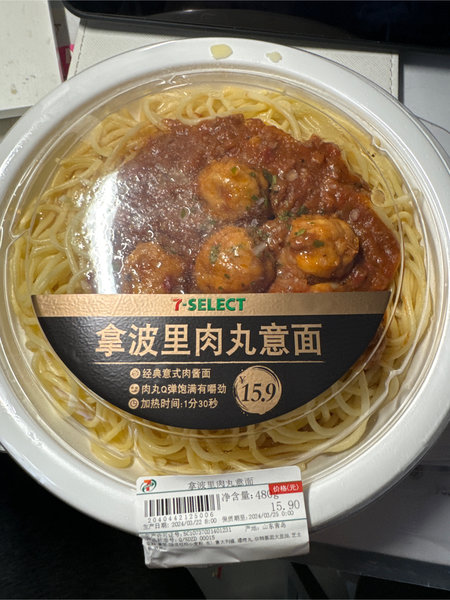 7-SELECT
拿波里肉丸意面
经典意式肉酱面
肉丸Q弹饱满有嚼劲
加热时间:1分30秒
¥15.9
拿波里肉丸意面
净含量: 480g
价格(元)
15.90
2040442125006
生产日期: 2024/03/22 8:00 保质期至: 2024/03/25 0:00
产地: 山东青岛